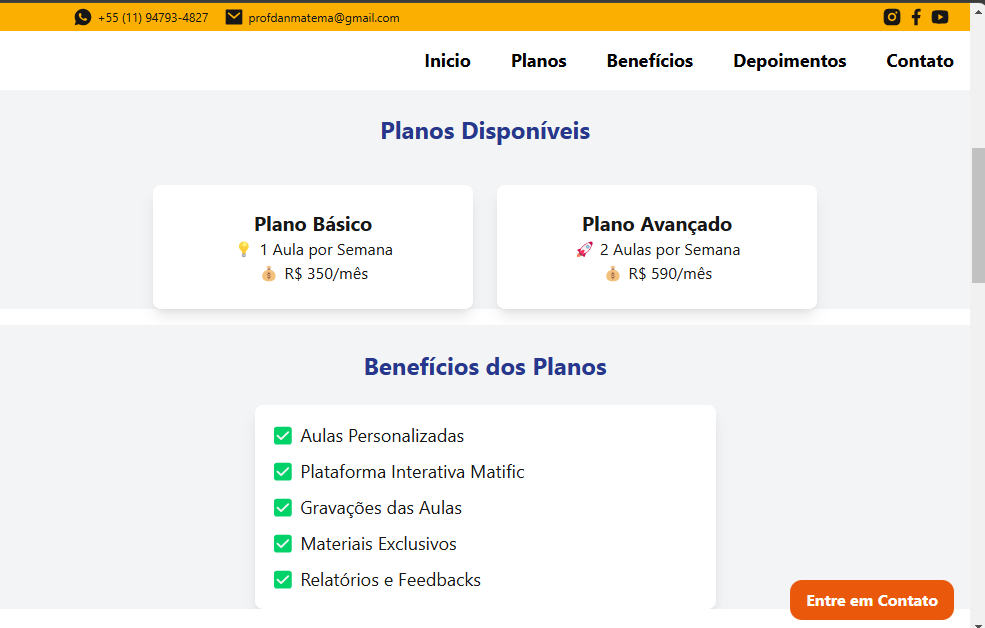 +55 (11) 94793-4827 profdanmatema@gmail.com
Inicio Planos Benefícios Depoimentos Contato
Planos Disponíveis
Plano Básico
💡 1 Aula por Semana
💰 R$ 350/mês
Plano Avançado
🚀 2 Aulas por Semana
💰 R$ 590/mês
Benefícios dos Planos
✅ Aulas Personalizadas
✅ Plataforma Interativa Matific
✅ Gravações das Aulas
✅ Materiais Exclusivos
✅ Relatórios e Feedbacks
Entre em Contato